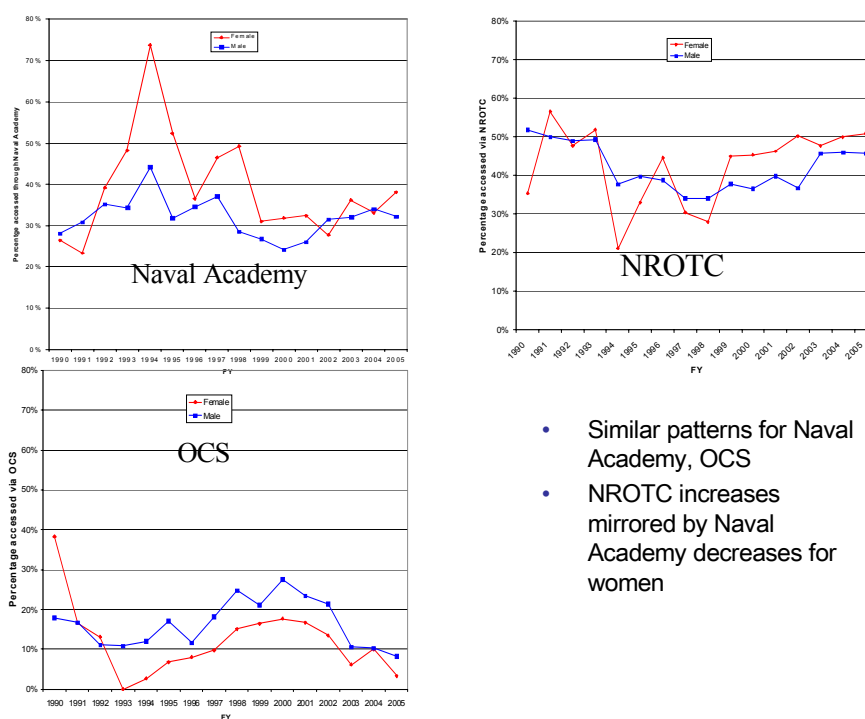 80%
70%
60%
50%
40%
30%
20%
10%
0%
Percentge accessed through Naval Academy
Female
Male
Naval Academy
1990 1991 1992 1993 1994 1995 1996 1997 1998 1999 2000 2001 2002 2003 2004 2005
FY
80%
70%
60%
50%
40%
30%
20%
10%
0%
Percentage accessed via NROTC
Female
Male
NROTC
1990 1991 1992 1993 1994 1995 1996 1997 1998 1999 2000 2001 2002 2003 2004 2005
FY
80%
70%
60%
50%
40%
30%
20%
10%
0%
Percentage accessed via OCS
Female
Male
OCS
1990 1991 1992 1993 1994 1995 1996 1997 1998 1999 2000 2001 2002 2003 2004 2005
FY
• Similar patterns for Naval
Academy, OCS
• NROTC increases
mirrored by Naval
Academy decreases for
women